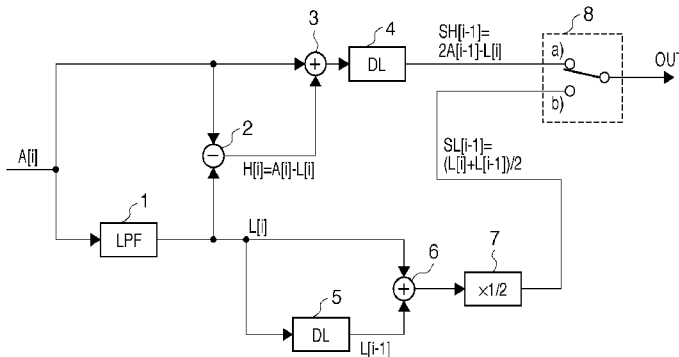 3
4
DL
SH[i-1]=
2A[i-1]-L[i]
8
a)
b)
OUT
A[i]
2
H[i]=A[i]-L[i]
SL[i-1]=
(L[i]+L[i-1])/2
1
LPF
L[i]
6
7
×1/2
5
DL
L[i-1]